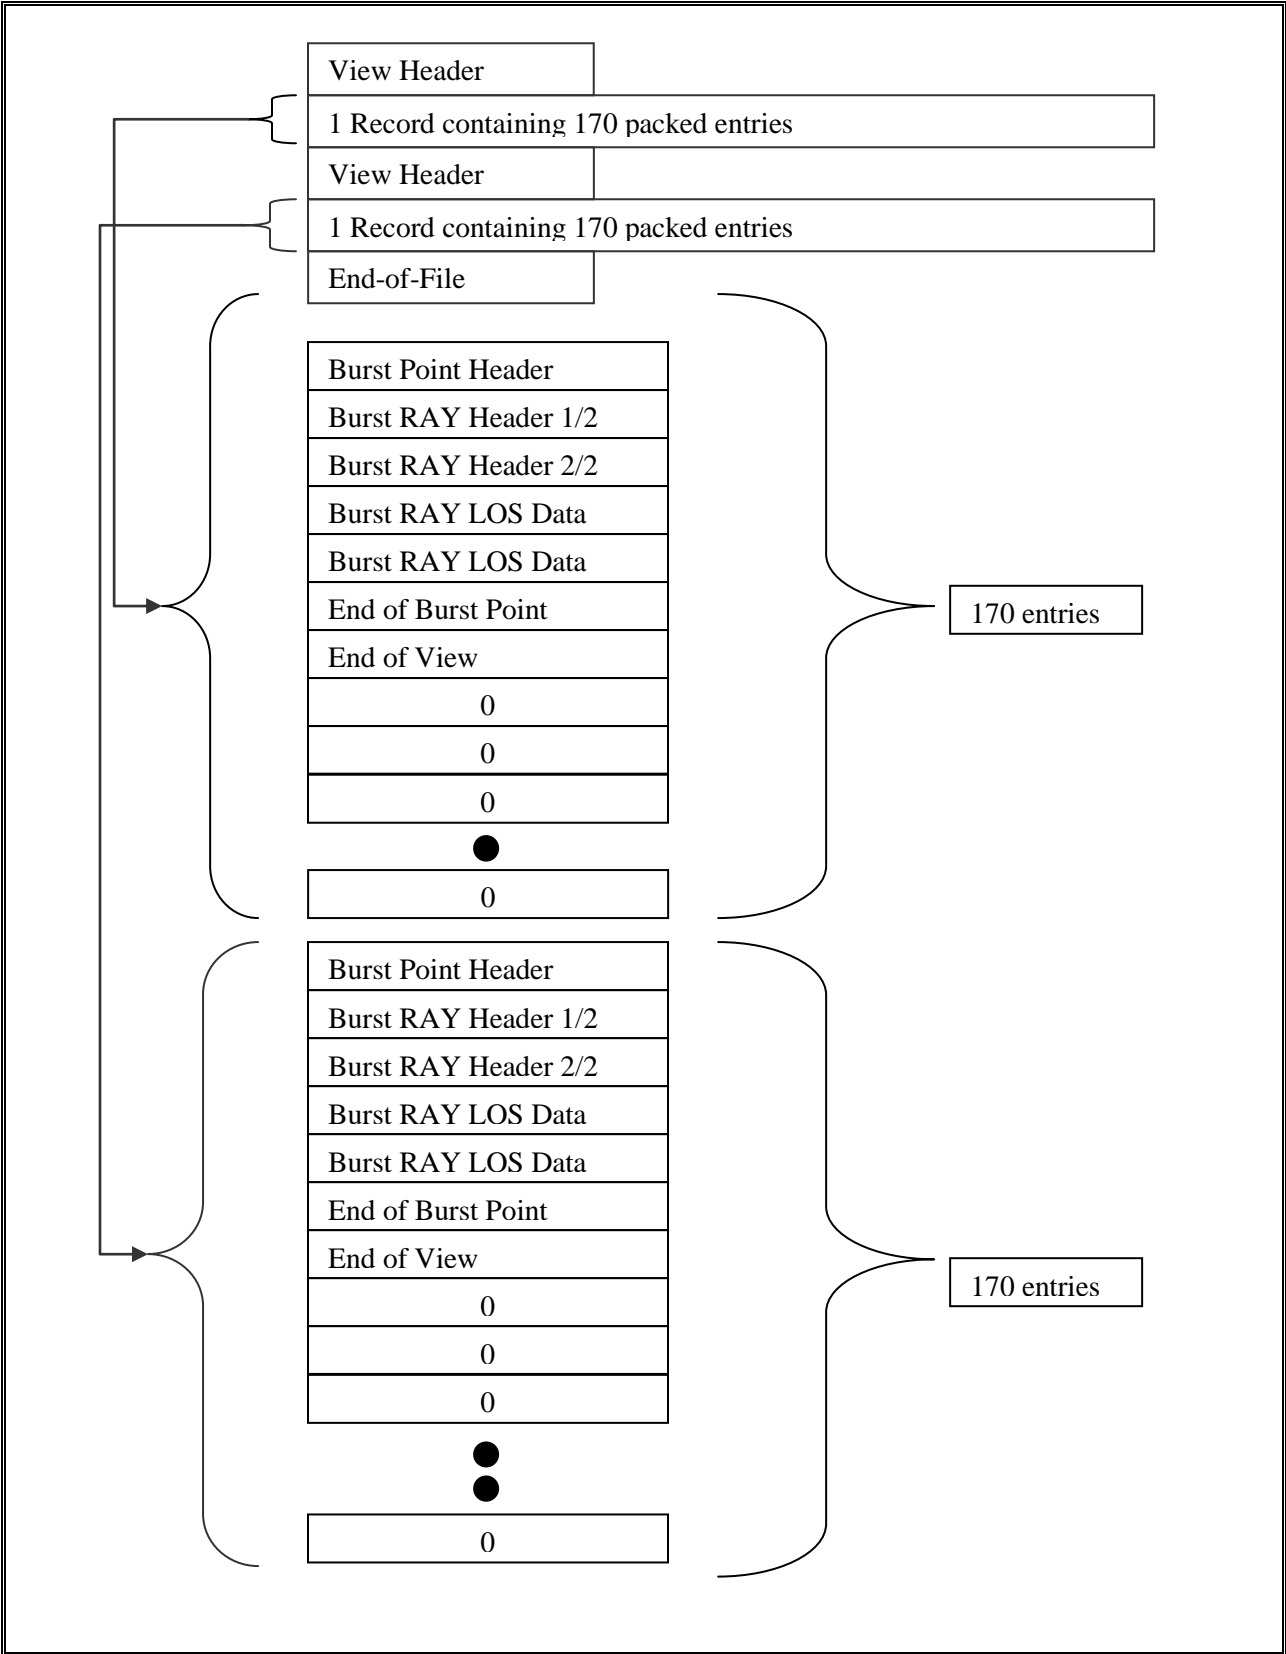 View Header
1 Record containing 170 packed entries
View Header
1 Record containing 170 packed entries
End-of-File
Burst Point Header
Burst RAY Header 1/2
Burst RAY Header 2/2
Burst RAY LOS Data
Burst RAY LOS Data
End of Burst Point
End of View
0
0
0
0
170 entries
Burst Point Header
Burst RAY Header 1/2
Burst RAY Header 2/2
Burst RAY LOS Data
Burst RAY LOS Data
End of Burst Point
End of View
0
0
0
0
170 entries